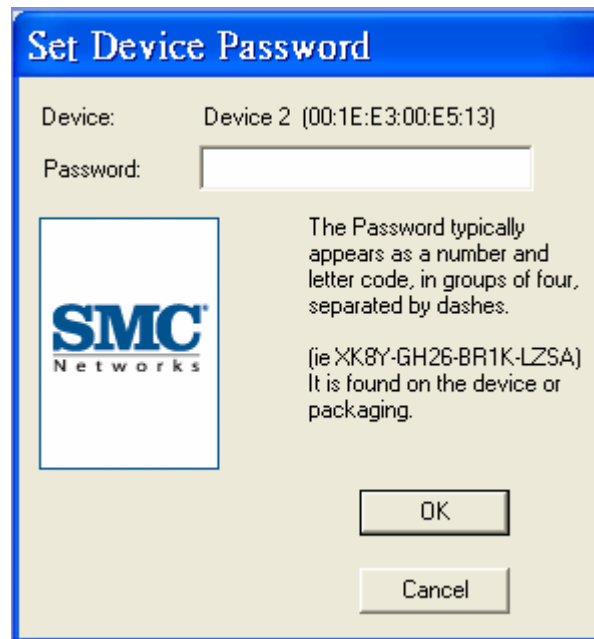 Set Device Password
Device: Device 2 (00:1E:E3:00:E5:13)
Password:
The Password typically
appears as a number and
letter code, in groups of four,
separated by dashes.
(ie XK8Y-GH26-BR1K-LZSA)
It is found on the device or
packaging.
SMC
Networks
OK
Cancel